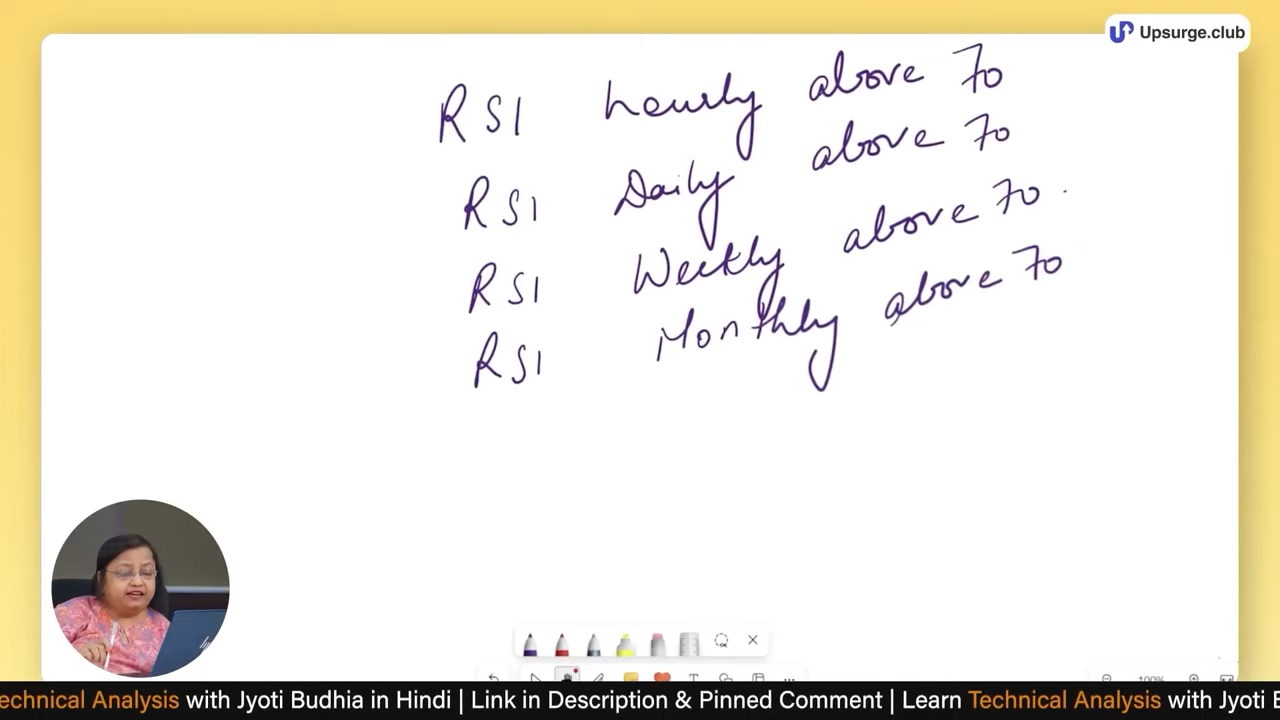 Upsurge.club
RSI hourly above 70
RSI Daily above 70
RSI Weekly above 70
RSI Monthly above 70
100%
echnical Analysis with Jyoti Budhia in Hindi | Link in Description & Pinned Comment | Learn Technical Analysis with Jyoti B